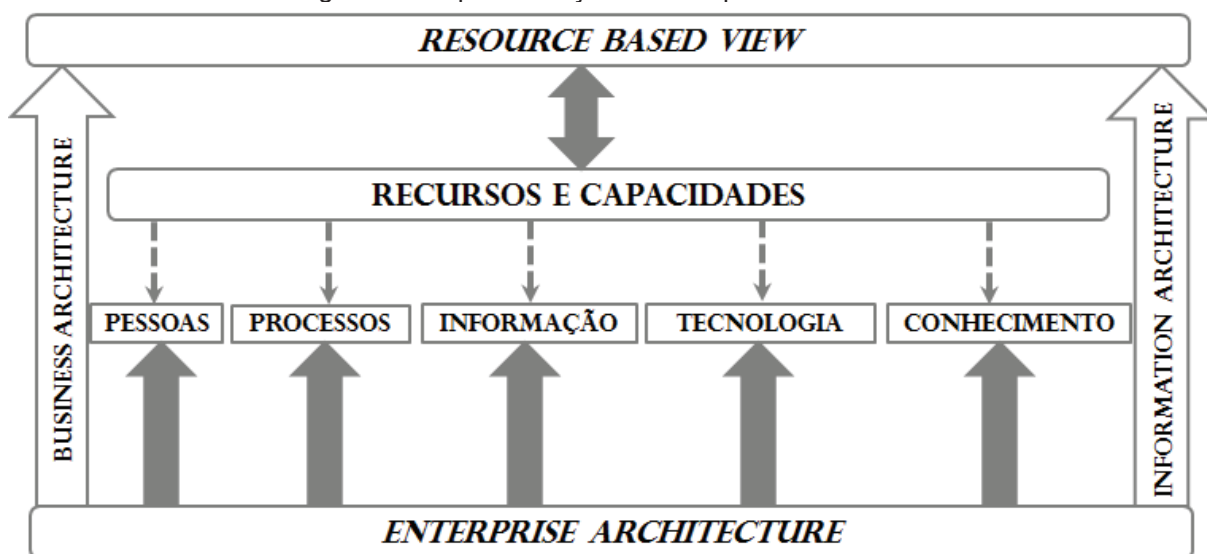 RESOURCE BASED VIEW
RECURSOS E CAPACIDADES
BUSINESS ARCHITECTURE
INFORMATION ARCHITECTURE
PESSOAS
PROCESSOS
INFORMAÇÃO
TECNOLOGIA
CONHECIMENTO
ENTERPRISE ARCHITECTURE